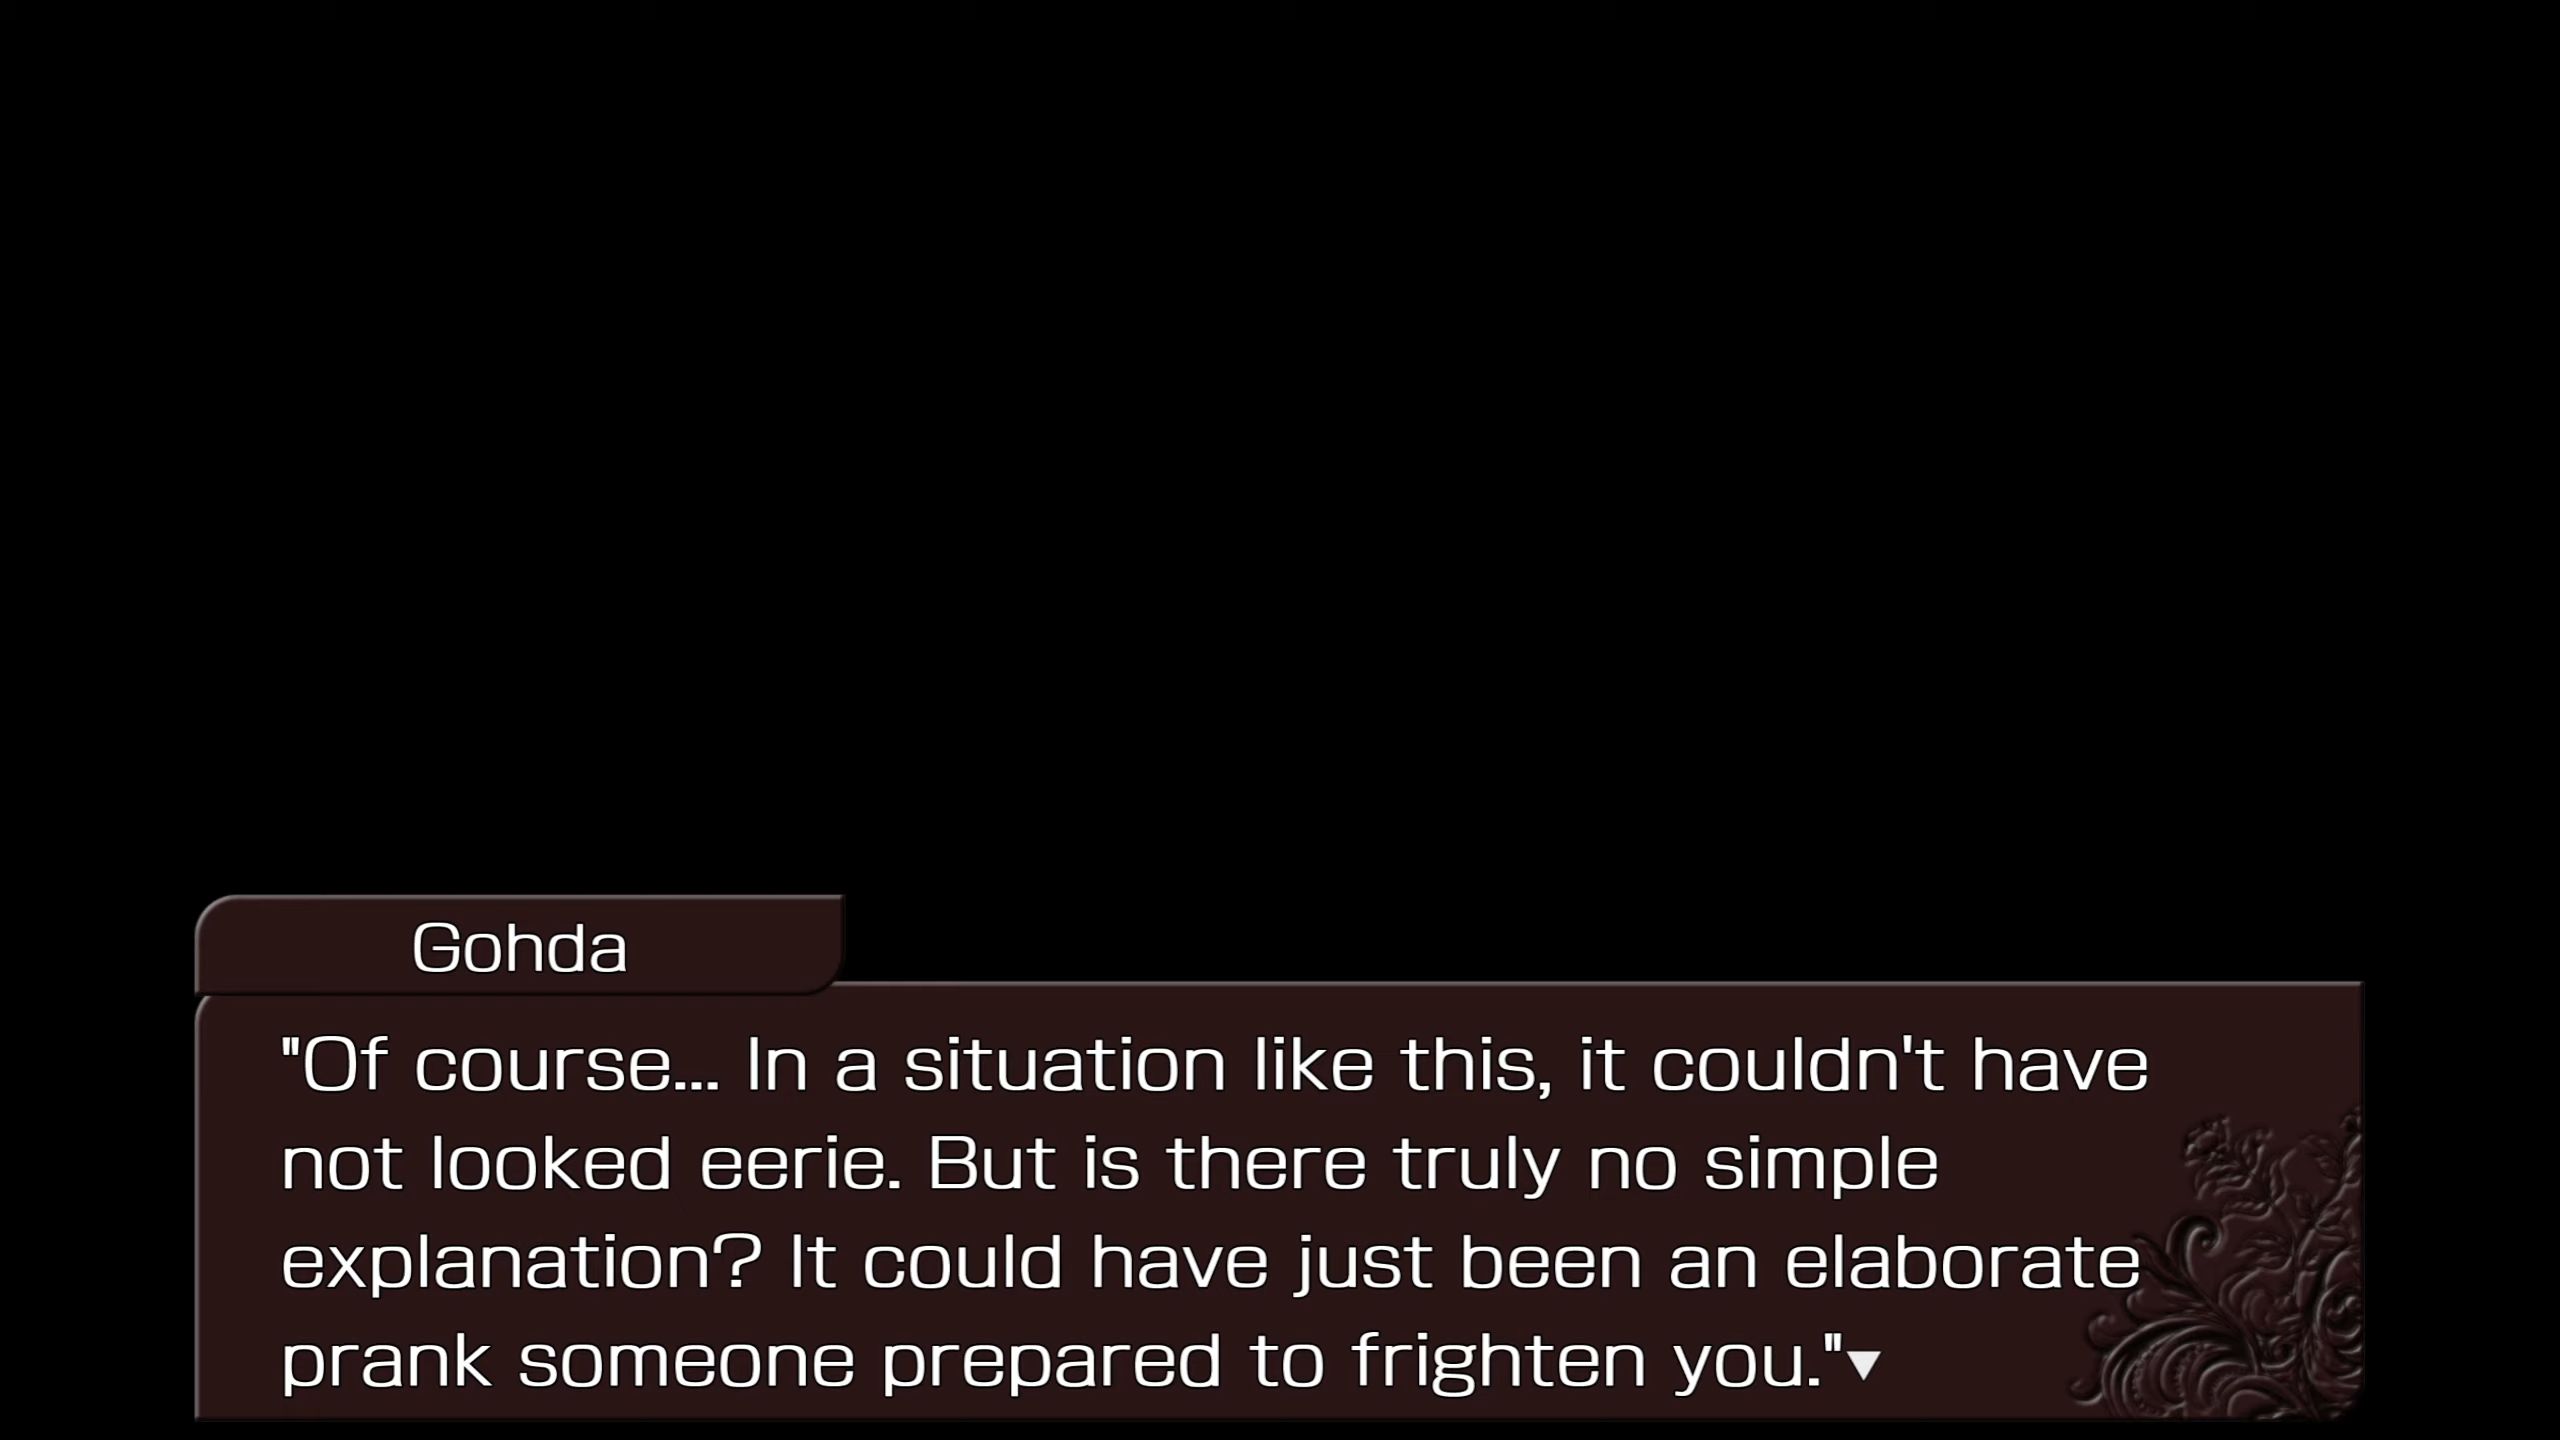 Gohda
"Of course... In a situation like this, it couldn't have
not looked eerie. But is there truly no simple
explanation? It could have just been an elaborate
prank someone prepared to frighten you."▼